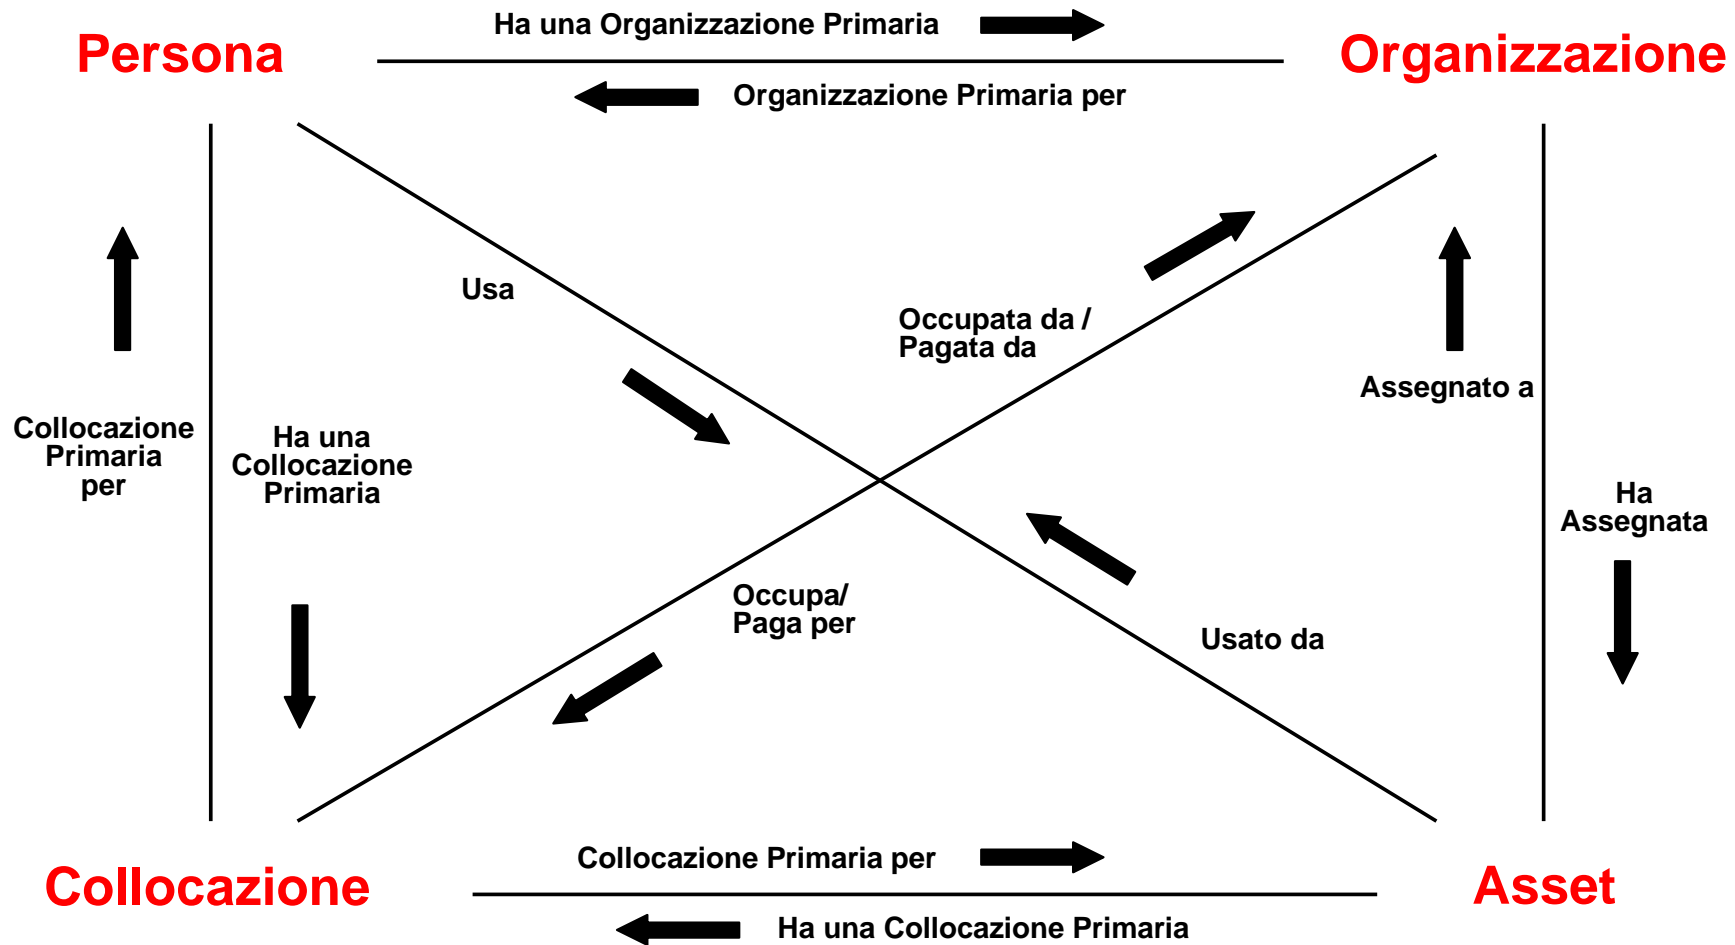 Ha una Organizzazione Primaria
Persona
Organizzazione
Organizzazione Primaria per
Usa
Occupata da /
Pagata da
Assegnato a
Collocazione
Primaria
per
Ha una
Collocazione
Primaria
Ha
Assegnata
Occupa/
Paga per
Usato da
Collocazione Primaria per
Collocazione
Asset
Ha una Collocazione Primaria